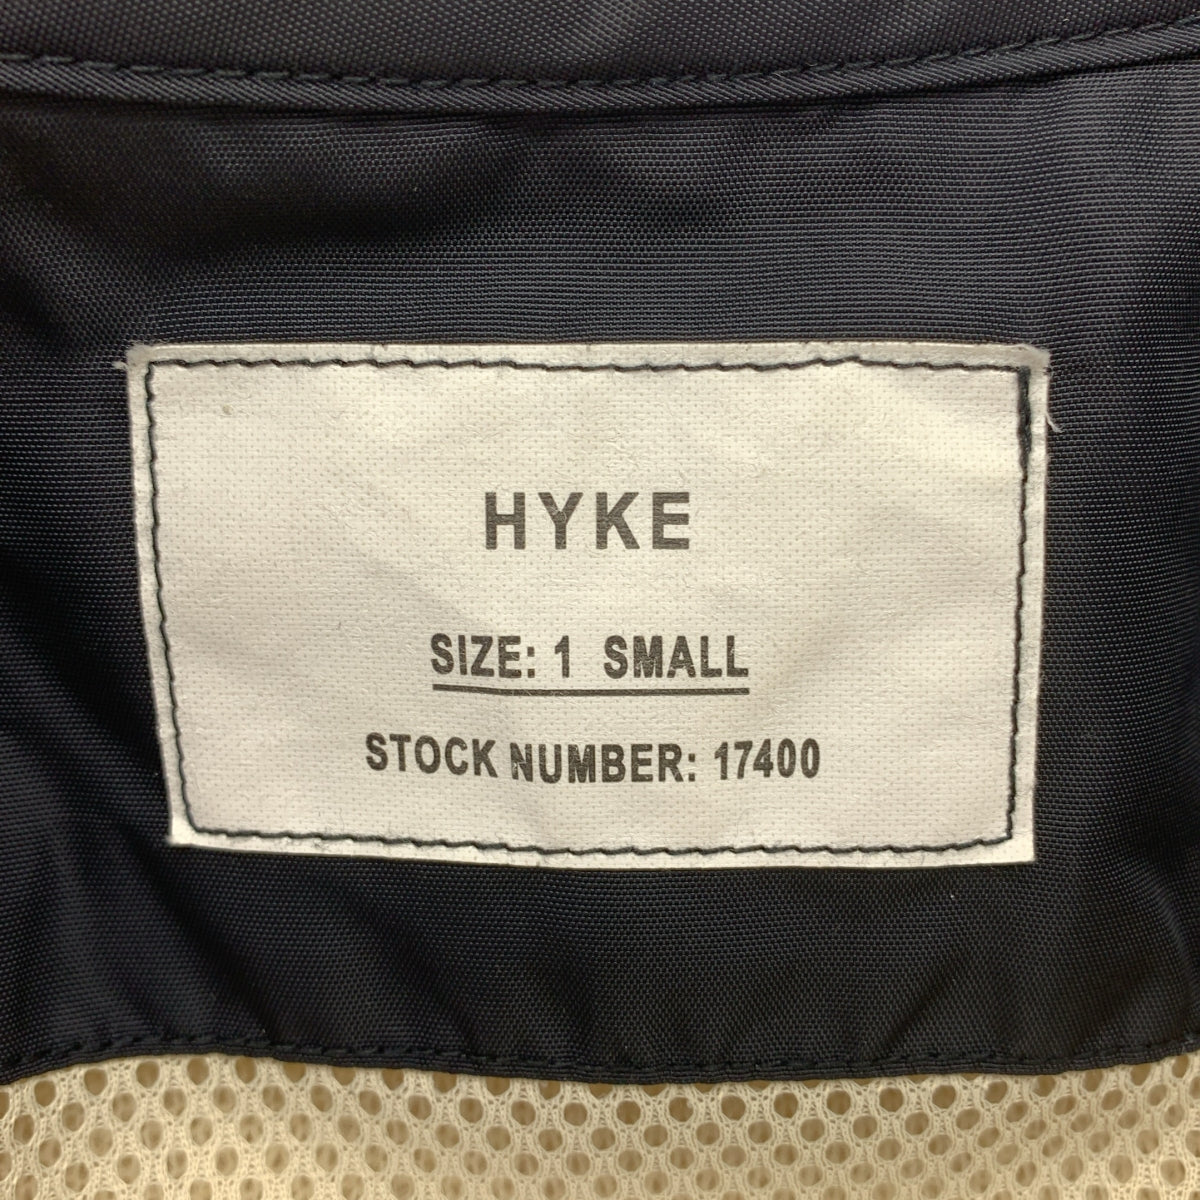 HYKE
SIZE: 1 SMALL
STOCK NUMBER: 17400